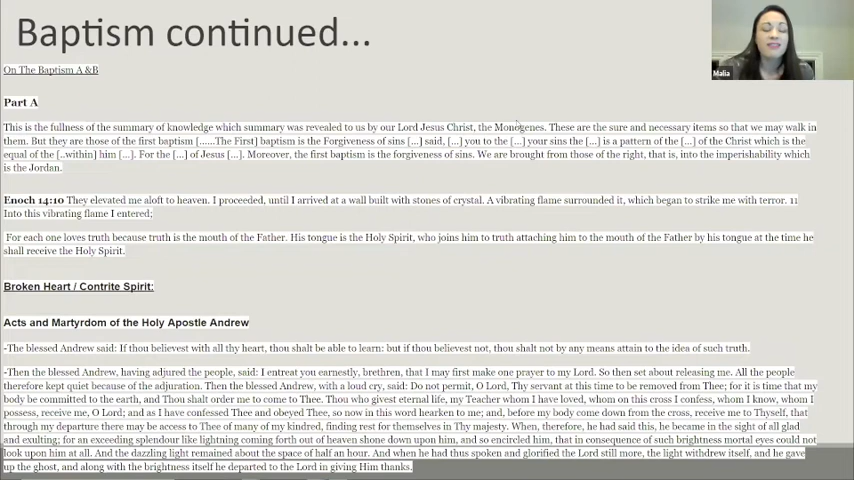 Baptism continued...
Malia
On The Baptism A &B
Part A
This is the fullness of the summary of knowledge which summary was revealed to us by our Lord Jesus Christ, the Monogenes. These are the sure and necessary items so that we may walk in
them. But they are those of the first baptism [......The First] baptism is the Forgiveness of sins [...] said, [...] you to the [...] your sins the [...] is a pattern of the [...] of the Christ which is the
equal of the [..within] him [...]. For the [...] of Jesus [...]. Moreover, the first baptism is the forgiveness of sins. We are brought from those of the right, that is, into the imperishability which
is the Jordan.
Enoch 14:10 They elevated me aloft to heaven. I proceeded, until I arrived at a wall built with stones of crystal. A vibrating flame surrounded it, which began to strike me with terror. 11
Into this vibrating flame I entered;
For each one loves truth because truth is the mouth of the Father. His tongue is the Holy Spirit, who joins him to truth attaching him to the mouth of the Father by his tongue at the time he
shall receive the Holy Spirit.
Broken Heart / Contrite Spirit:
Acts and Martyrdom of the Holy Apostle Andrew
-The blessed Andrew said: If thou believest with all thy heart, thou shalt be able to learn: but if thou believest not, thou shalt not by any means attain to the idea of such truth.
-Then the blessed Andrew, having adjured the people, said: I entreat you earnestly, brethren, that I may first make one prayer to my Lord. So then set about releasing me. All the people
therefore kept quiet because of the adjuration. Then the blessed Andrew, with a loud cry, said: Do not permit, O Lord, Thy servant at this time to be removed from Thee; for it is time that my
body be committed to the earth, and Thou shalt order me to come to Thee. Thou who givest eternal life, my Teacher whom I have loved, whom on this cross I confess, whom I know, whom I
possess, receive me, O Lord; and as I have confessed Thee and obeyed Thee, so now in this word hearken to me; and, before my body come down from the cross, receive me to Thyself, that
through my departure there may be access to Thee of many of my kindred, finding rest for themselves in Thy majesty. When, therefore, he had said this, he became in the sight of all glad
and exulting; for an exceeding splendour like lightning coming forth out of heaven shone down upon him, and so encircled him, that in consequence of such brightness mortal eyes could not
look upon him at all. And the dazzling light remained about the space of half an hour. And when he had thus spoken and glorified the Lord still more, the light withdrew itself, and he gave
up the ghost, and along with the brightness itself he departed to the Lord in giving Him thanks.